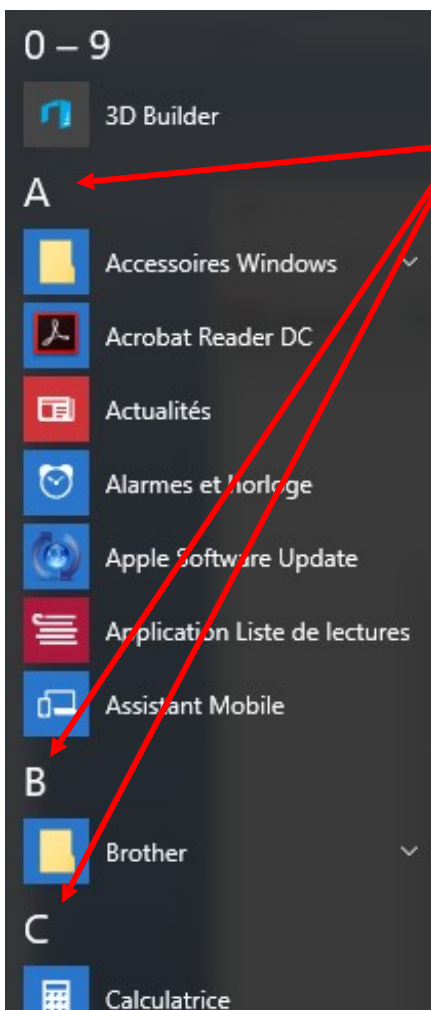 0 – 9
3D Builder
A
Accessoires Windows
Acrobat Reader DC
Actualités
Alarmes et horloge
Apple Software Update
Application Liste de lectures
Assistant Mobile
B
Brother
C
Calculatrice